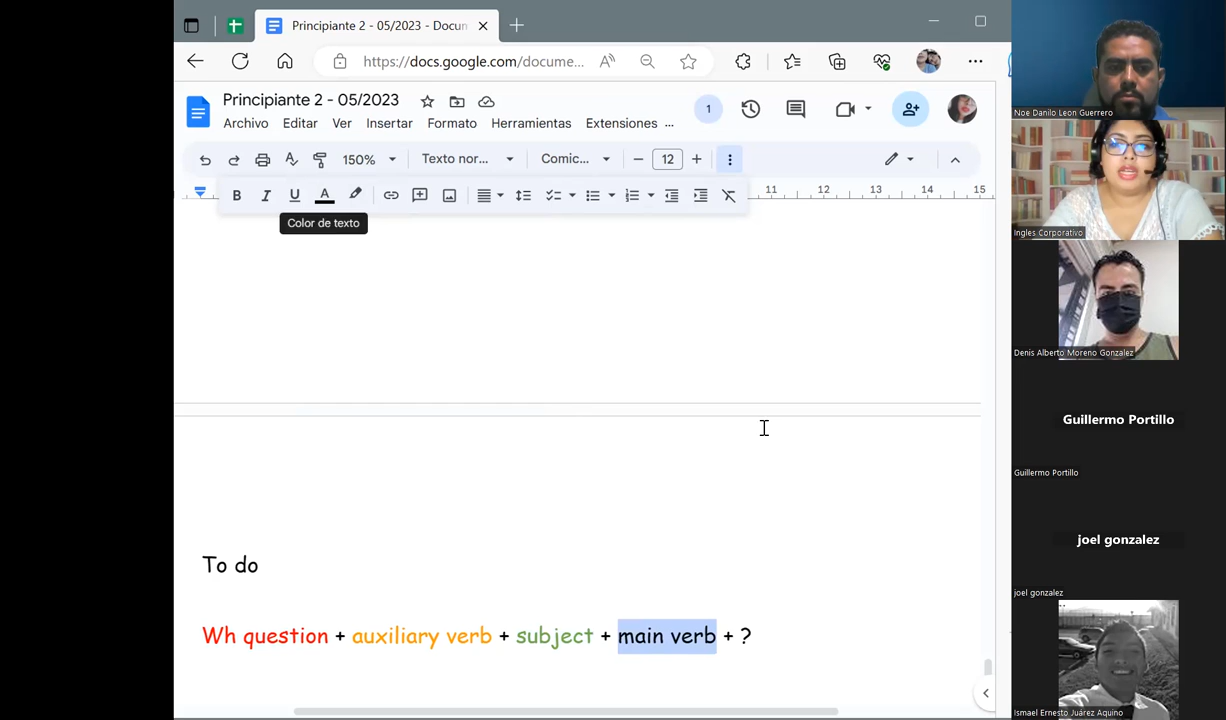 Principiante 2 - 05/2023 - Docun
https://docs.google.com/docume...
Principiante 2 - 05/2023
1
Archivo Editar Ver Insertar Formato Herramientas Extensiones ...
150% Texto nor... Comic... 12
11 12 13 14 15
Color de texto
To do
Wh question + auxiliary verb + subject + main verb + ?
Noe Danilo Leon Guerrero
Ingles Corporativo
Denis Alberto Moreno Gonzalez
Guillermo Portillo
Guillermo Portillo
joel gonzalez
joel gonzalez
Ismael Ernesto Juárez Aquino